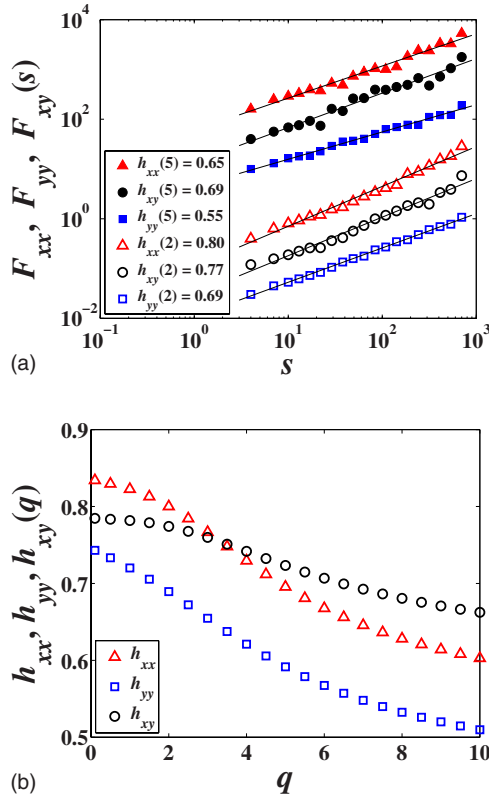 (a)
F_xx, F_yy, F_xy(s)
10^4
10^2
10^0
10^-2
h_xx(5) = 0.65
h_xy(5) = 0.69
h_yy(5) = 0.55
h_xx(2) = 0.80
h_xy(2) = 0.77
h_yy(2) = 0.69
10^-1 10^0 10^1 10^2 10^3
s
(b)
h_xx, h_yy, h_xy(q)
0.9
0.8
0.7
0.6
0.5
h_xx
h_yy
h_xy
0 2 4 6 8 10
q